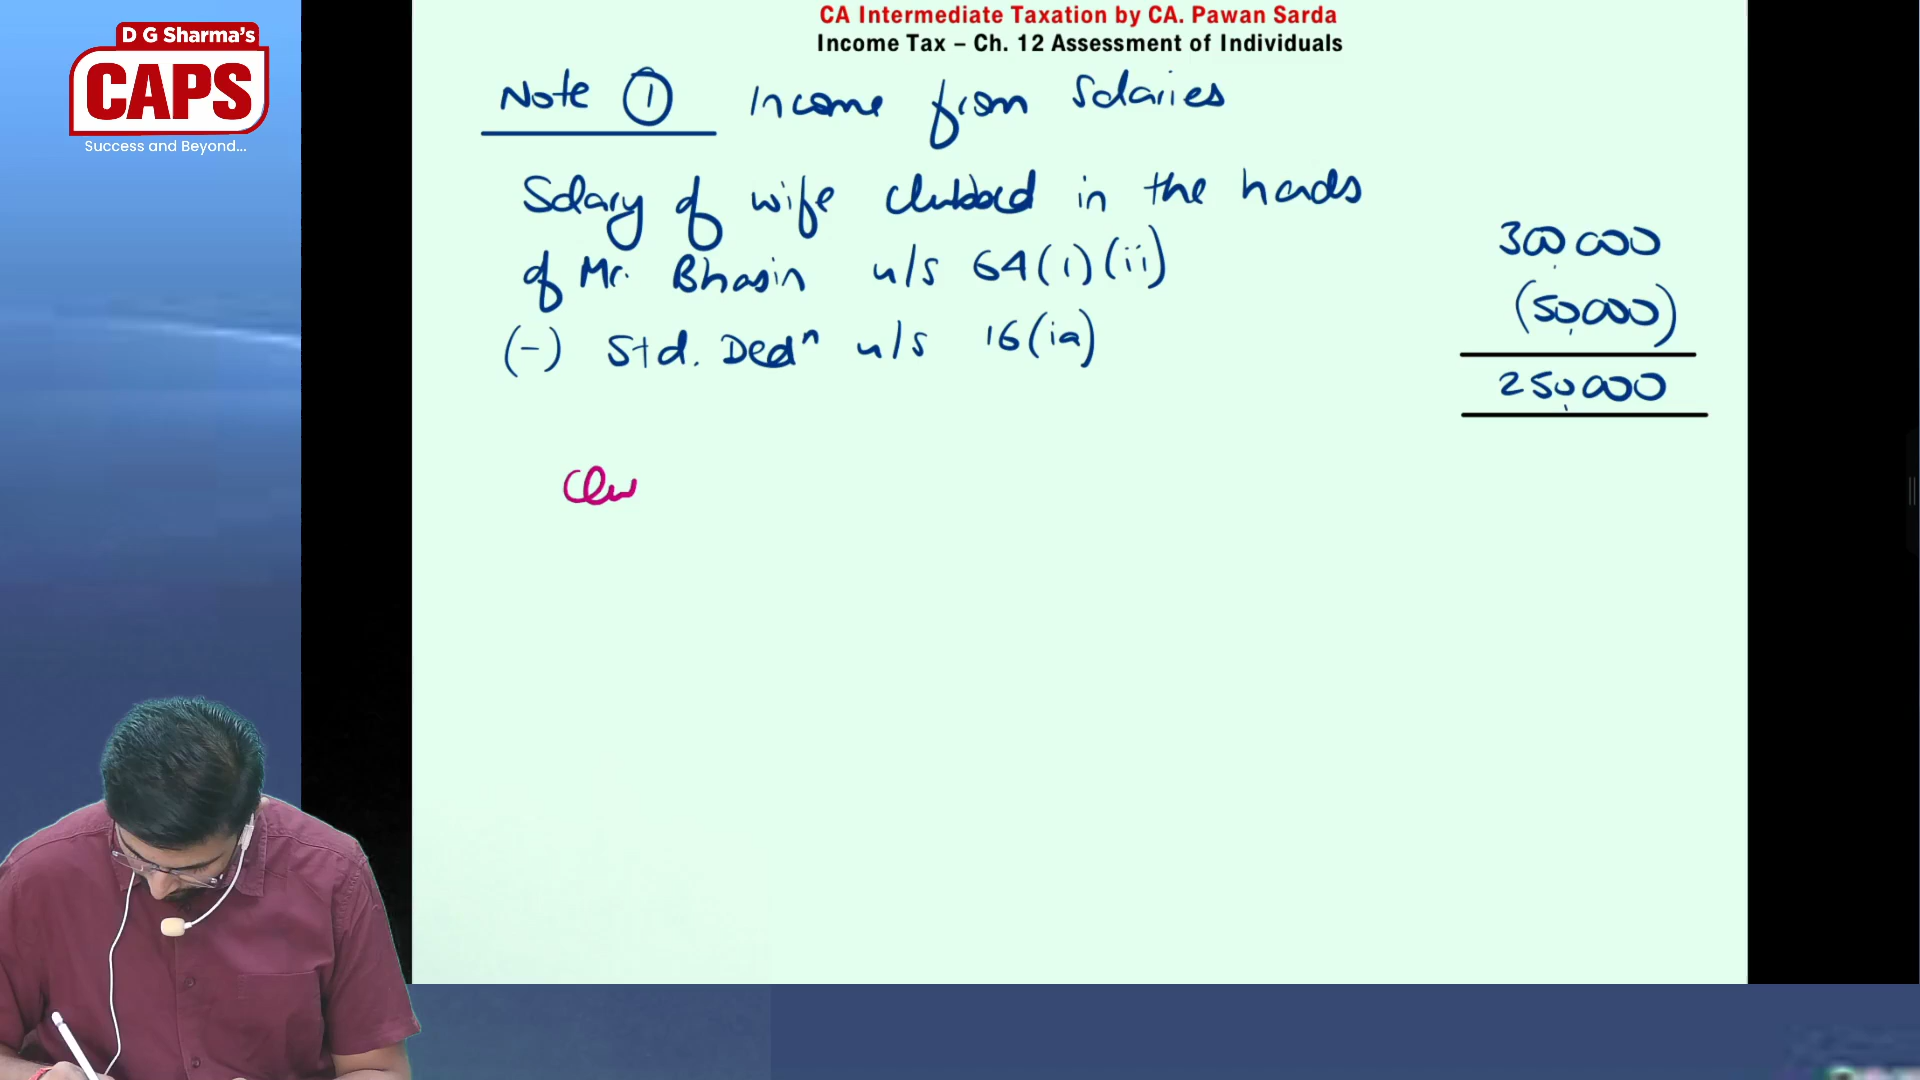 D G Sharma's
CAPS
Success and Beyond...
CA Intermediate Taxation by CA. Pawan Sarda
Income Tax – Ch. 12 Assessment of Individuals
Note ① Income from Salaries
Salary of wife clubbed in the hands
of Mr. Bhasin u/s 64(1)(ii) 300,000
(-) Std. Dedⁿ u/s 16(ia) (50,000)
250,000
Clu